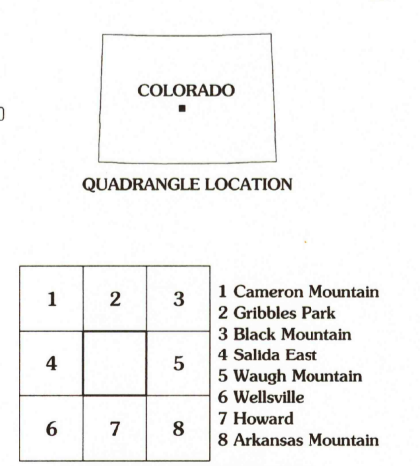 COLORADO
QUADRANGLE LOCATION
1 2 3
4 5
6 7 8
1 Cameron Mountain
2 Gribbles Park
3 Black Mountain
4 Salida East
5 Waugh Mountain
6 Wellsville
7 Howard
8 Arkansas Mountain